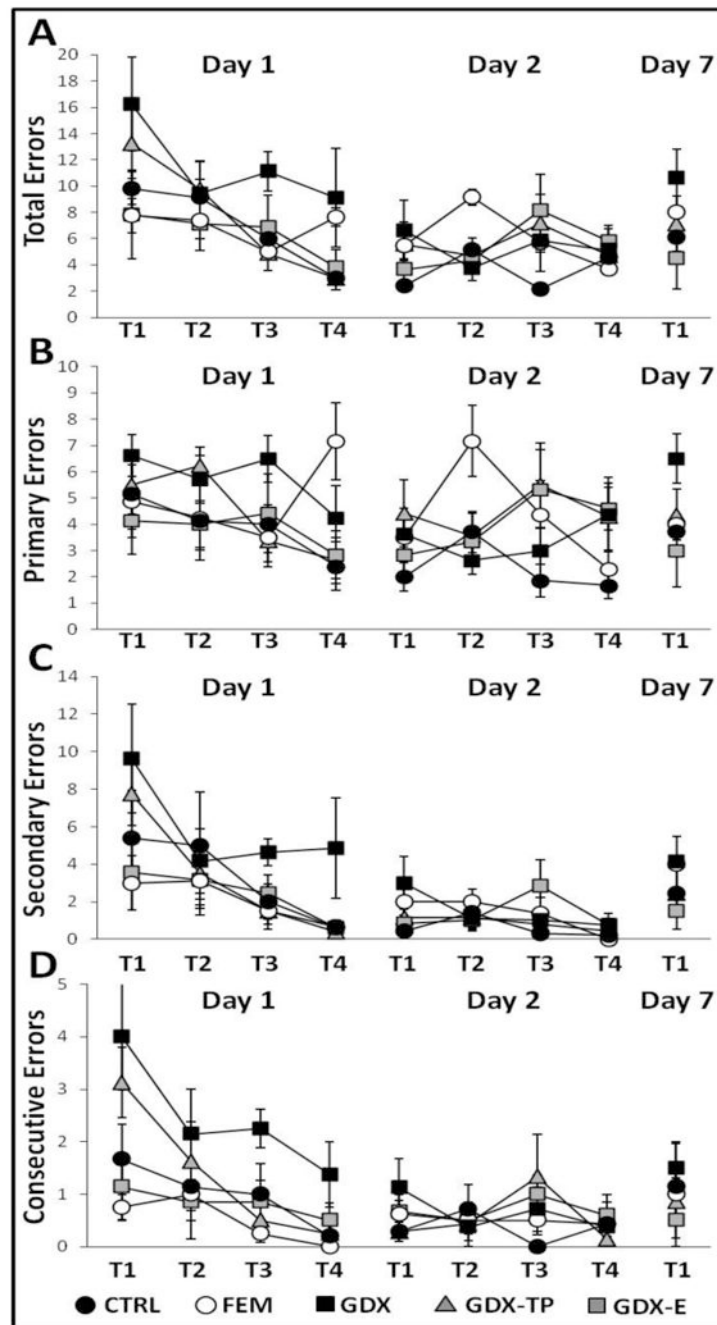 A
Day 1 Day 2 Day 7
Total Errors
20
18
16
14
12
10
8
6
4
2
0
T1 T2 T3 T4 T1 T2 T3 T4 T1
B
Day 1 Day 2 Day 7
Primary Errors
10
9
8
7
6
5
4
3
2
1
0
T1 T2 T3 T4 T1 T2 T3 T4 T1
C
Day 1 Day 2 Day 7
Secondary Errors
14
12
10
8
6
4
2
0
T1 T2 T3 T4 T1 T2 T3 T4 T1
D
Day 1 Day 2 Day 7
Consecutive Errors
5
4
3
2
1
0
T1 T2 T3 T4 T1 T2 T3 T4 T1
CTRL FEM GDX GDX-TP GDX-E